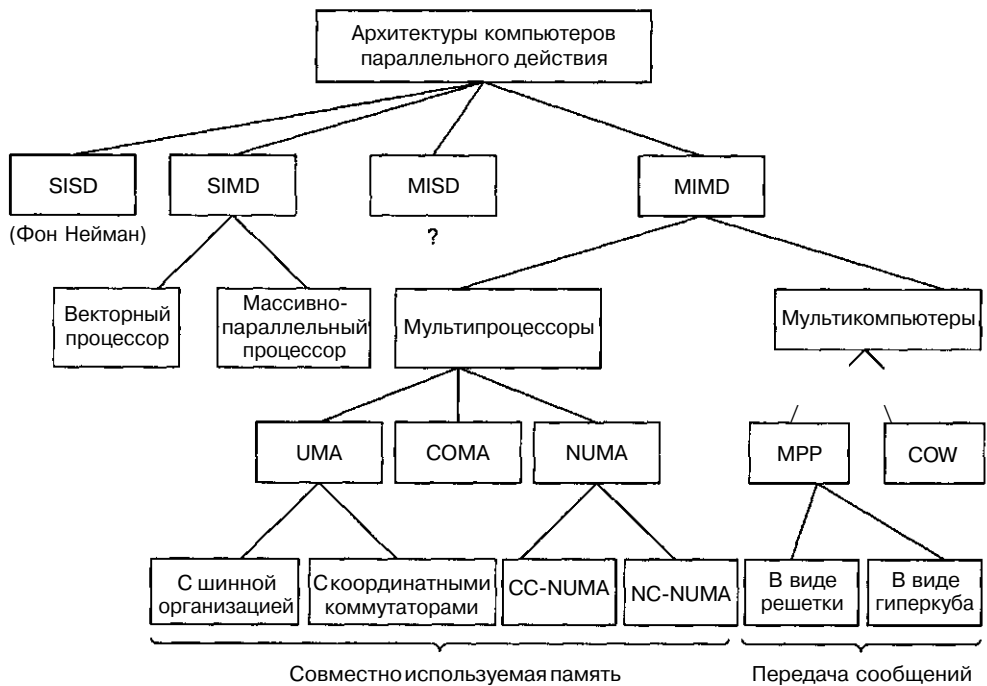 Архитектуры компьютеров
параллельного действия
SISD
SIMD
MISD
MIMD
(Фон Нейман)
?
Векторный
процессор
Массивно-
параллельный
процессор
Мультипроцессоры
Мультикомпьютеры
UMA
COMA
NUMA
MPP
COW
С шинной
организацией
С координатными
коммутаторами
CC-NUMA
NC-NUMA
В виде
решетки
В виде
гиперкуба
Совместно используемая память
Передача сообщений